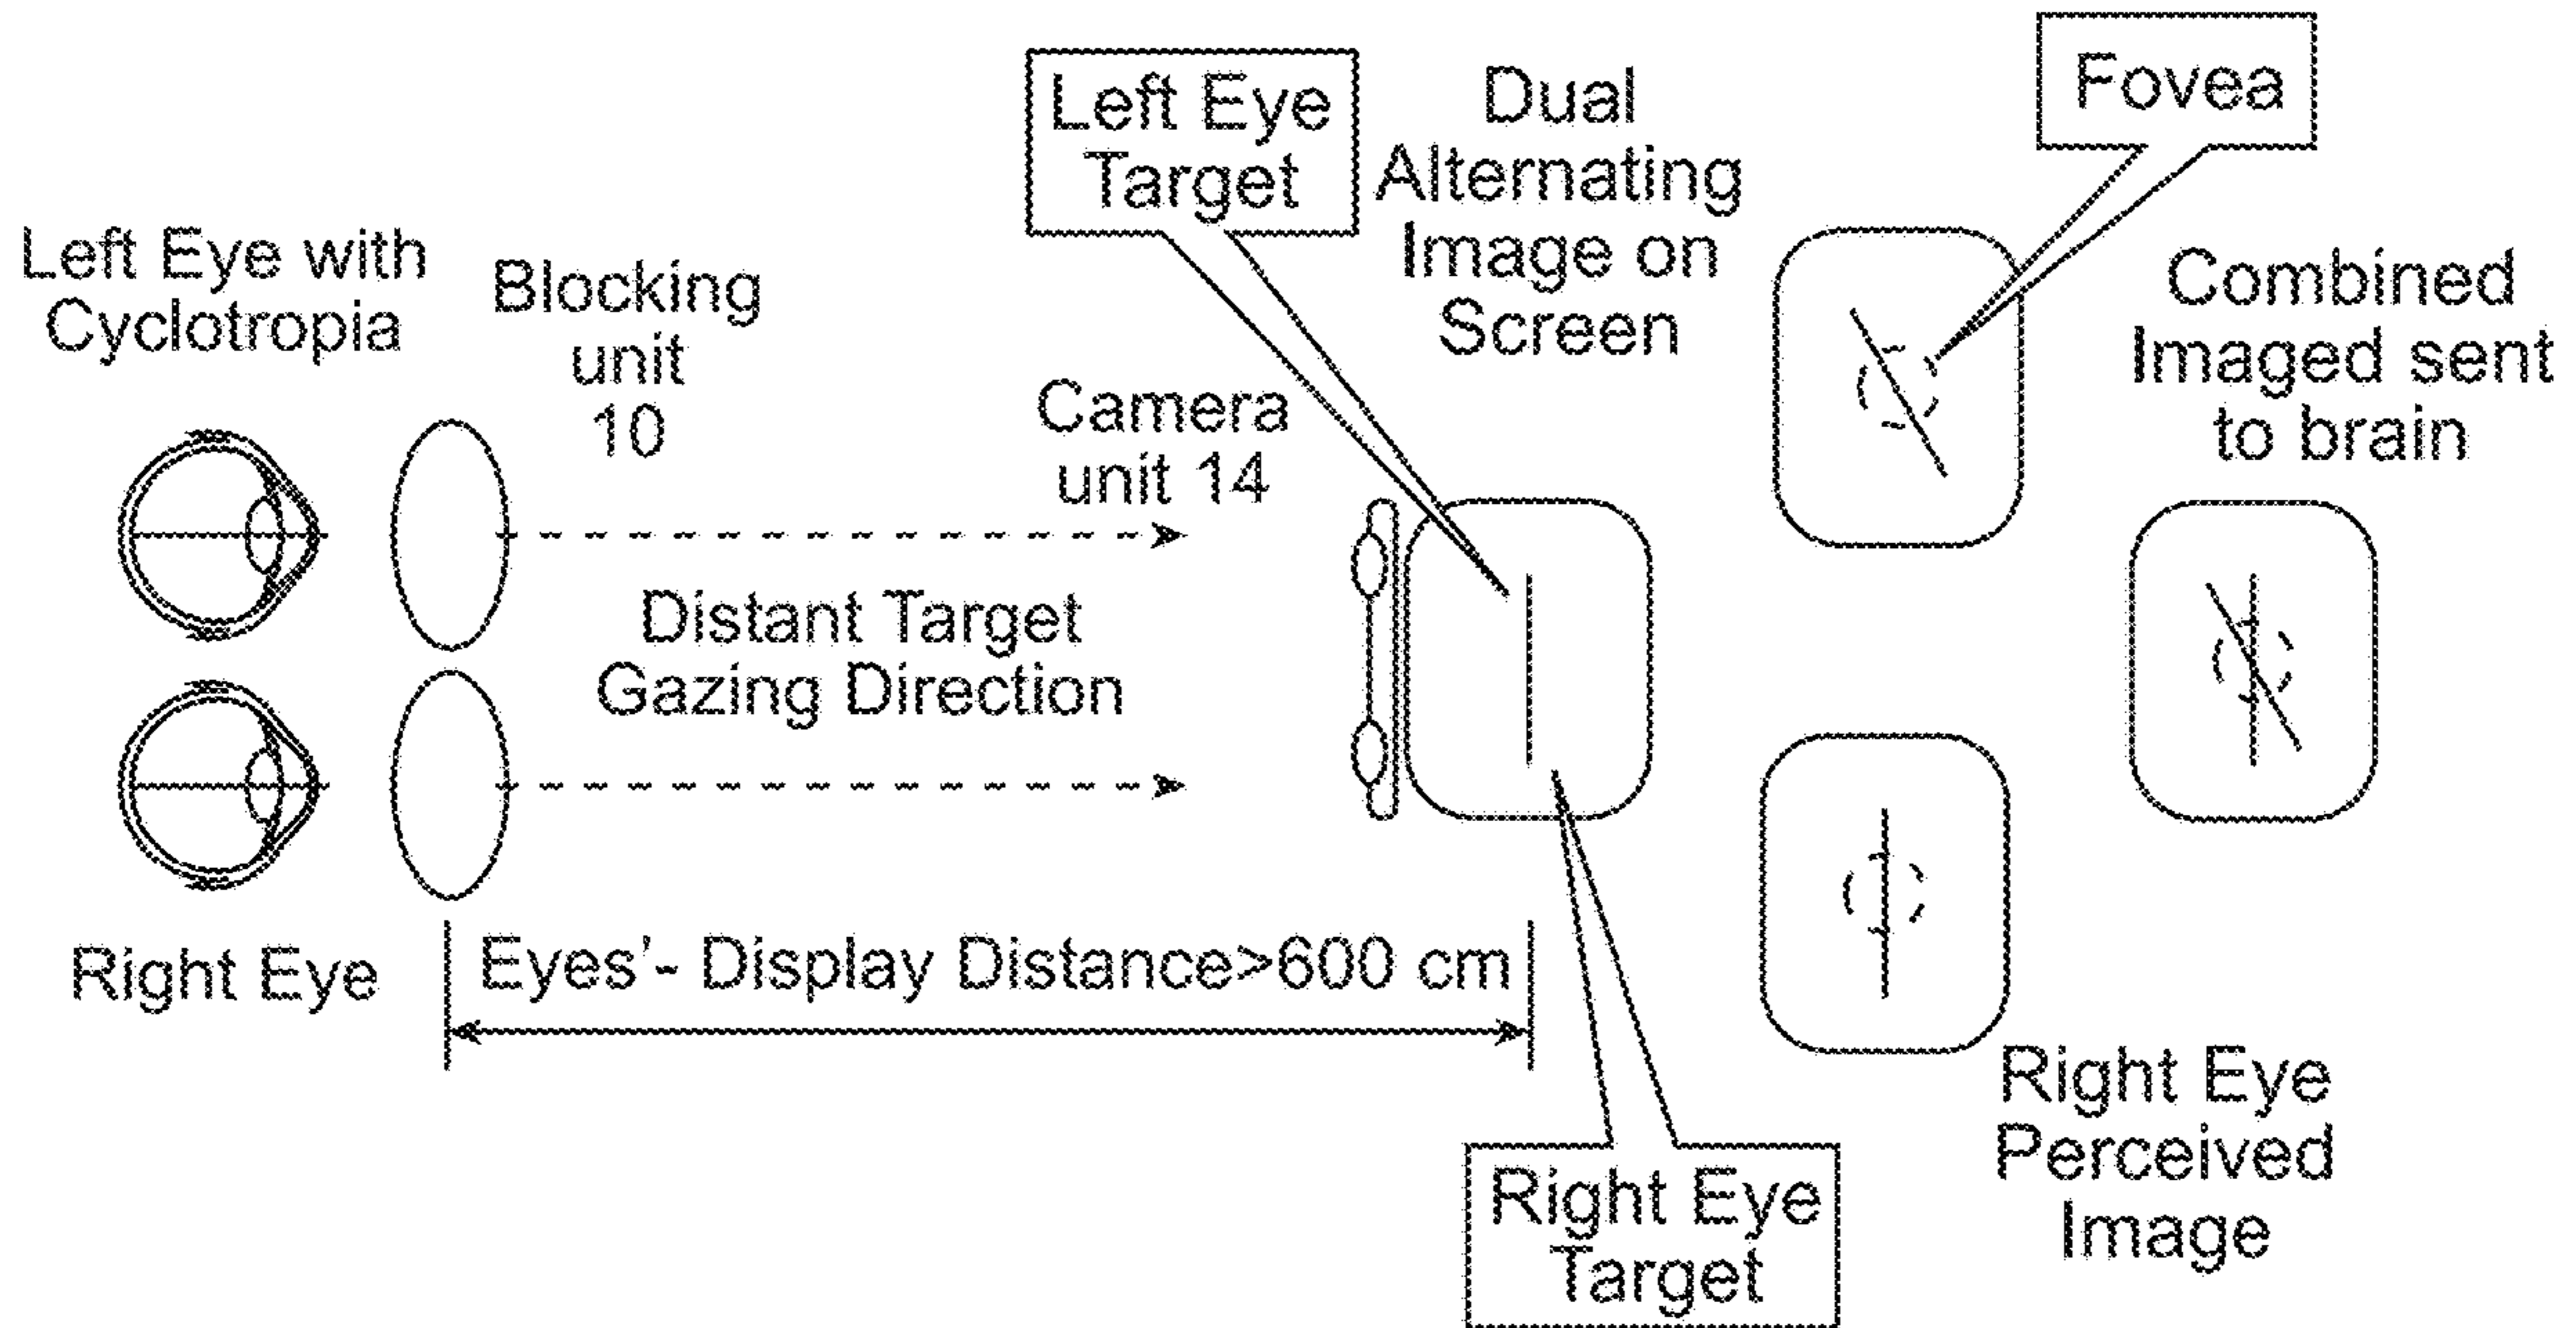 Left Eye with
Cyclotropia
Blocking
unit
10
Left Eye
Target
Dual
Alternating
Image on
Screen
Fovea
Camera
unit 14
Combined
Imaged sent
to brain
Distant Target
Gazing Direction
Right Eye
Eyes'- Display Distance>600 cm
Right Eye
Target
Right Eye
Perceived
Image